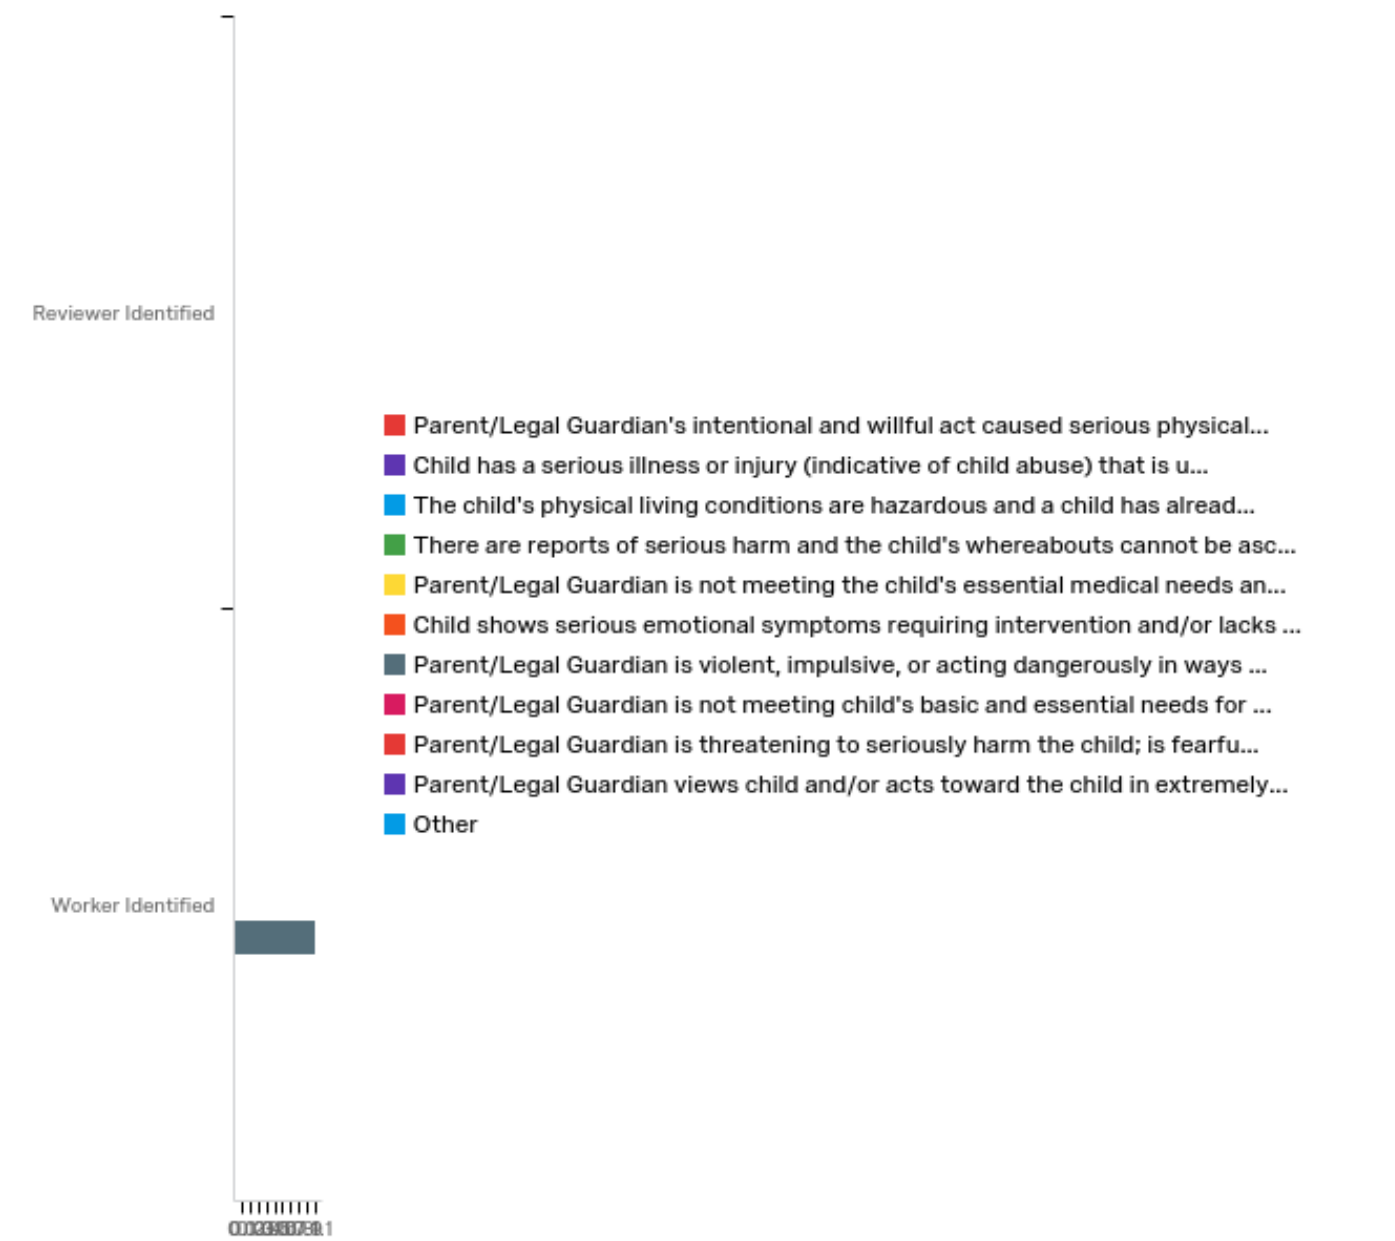 Reviewer Identified
Parent/Legal Guardian's intentional and willful act caused serious physical...
Child has a serious illness or injury (indicative of child abuse) that is u...
The child's physical living conditions are hazardous and a child has alread...
There are reports of serious harm and the child's whereabouts cannot be asc...
Parent/Legal Guardian is not meeting the child's essential medical needs an...
Child shows serious emotional symptoms requiring intervention and/or lacks ...
Parent/Legal Guardian is violent, impulsive, or acting dangerously in ways ...
Parent/Legal Guardian is not meeting child's basic and essential needs for ...
Parent/Legal Guardian is threatening to seriously harm the child; is fearfu...
Parent/Legal Guardian views child and/or acts toward the child in extremely...
Other
Worker Identified